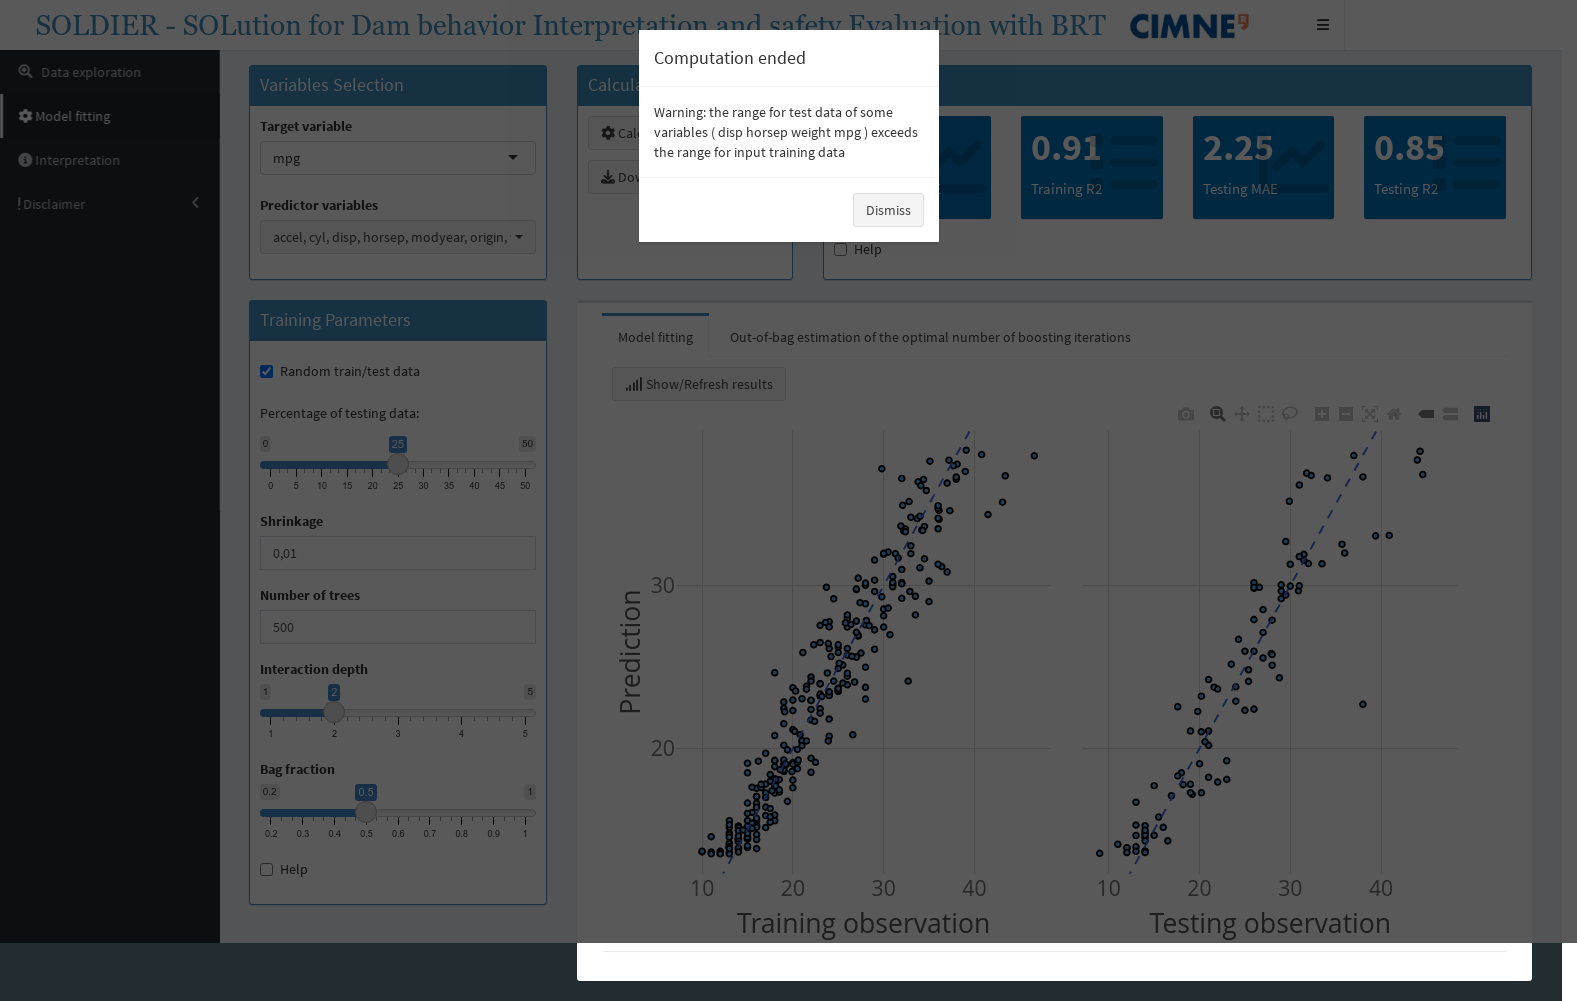 SOLDIER - SOLution for Dam behavior Interpretation and safety Evaluation with BRT
CIMNE
Data exploration
Model fitting
Interpretation
Disclaimer
Computation ended
Warning: the range for test data of some
variables ( disp horsep weight mpg ) exceeds
the range for input training data
Dismiss
Variables Selection
Target variable
mpg
Predictor variables
accel, cyl, disp, horsep, modyear, origin,
0.91
Training R2
2.25
Testing MAE
0.85
Testing R2
Help
Training Parameters
Random train/test data
Percentage of testing data:
0 25 50
0 5 10 15 20 25 30 35 40 45 50
Shrinkage
0,01
Number of trees
500
Interaction depth
1 2 5
1 2 3 4 5
Bag fraction
0.2 0.5 1
0.2 0.3 0.4 0.5 0.6 0.7 0.8 0.9 1
Help
Model fitting
Out-of-bag estimation of the optimal number of boosting iterations
Show/Refresh results
Prediction
30
20
10 20 30 40
10 20 30 40
Training observation
Testing observation